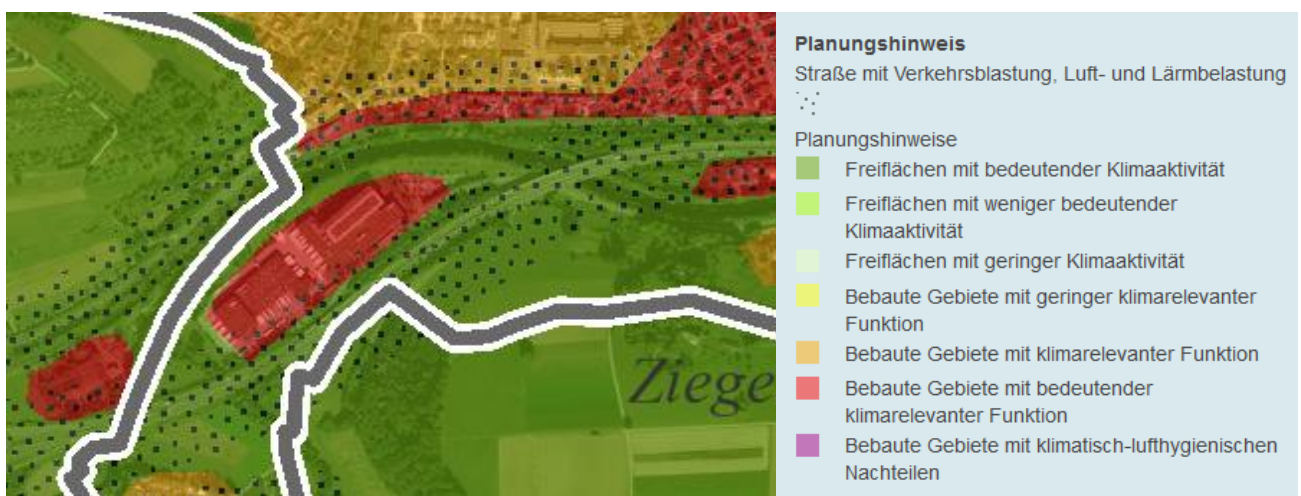 Planungshinweis
Straße mit Verkehrsblastung, Luft- und Lärmbelastung
Planungshinweise
Freiflächen mit bedeutender Klimaaktivität
Freiflächen mit weniger bedeutender
Klimaaktivität
Freiflächen mit geringer Klimaaktivität
Bebaute Gebiete mit geringer klimarelevanter
Funktion
Bebaute Gebiete mit klimarelevanter Funktion
Bebaute Gebiete mit bedeutender
klimarelevanter Funktion
Bebaute Gebiete mit klimatisch-lufthygienischen
Nachteilen
Ziege